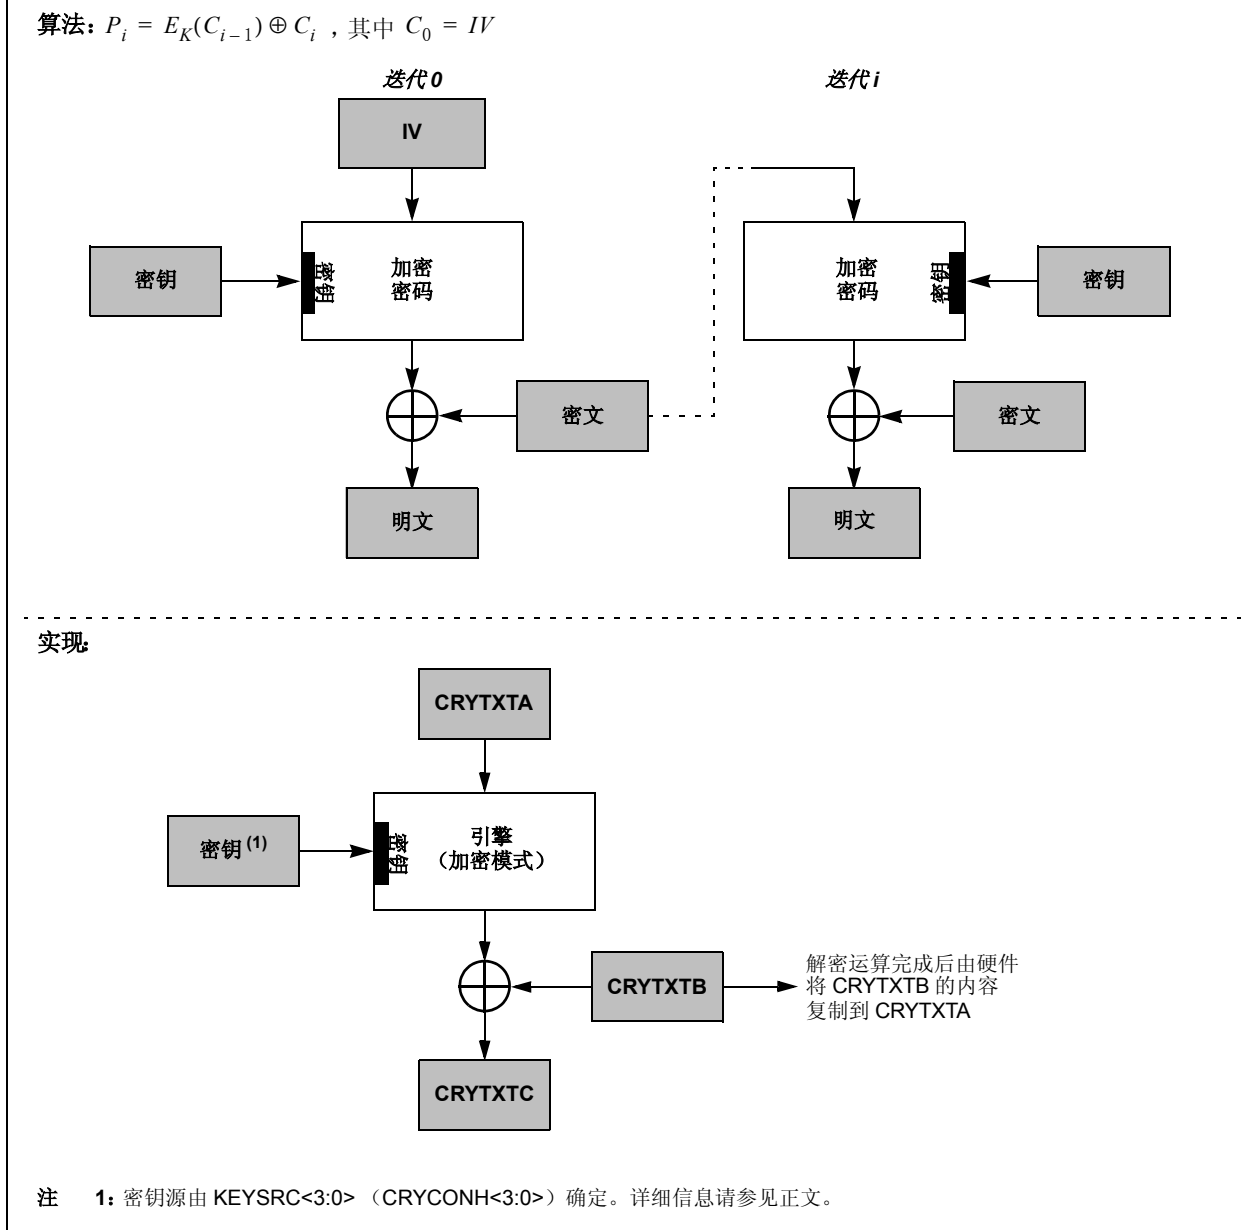 算法: P_i = E_K(C_{i-1}) ⊕ C_i ，其中 C_0 = IV
迭代 0
迭代 i
IV
密钥
密钥
加密
密码
加密
密码
密钥
密钥
密文
密文
明文
明文
实现:
CRYTXTA
密钥 (1)
密钥
引擎
（加密模式）
CRYTXTB
解密运算完成后由硬件
将 CRYTXTB 的内容
复制到 CRYTXTA
CRYTXTC
注 1: 密钥源由 KEYSRC<3:0> （CRYCONH<3:0>）确定。详细信息请参见正文。